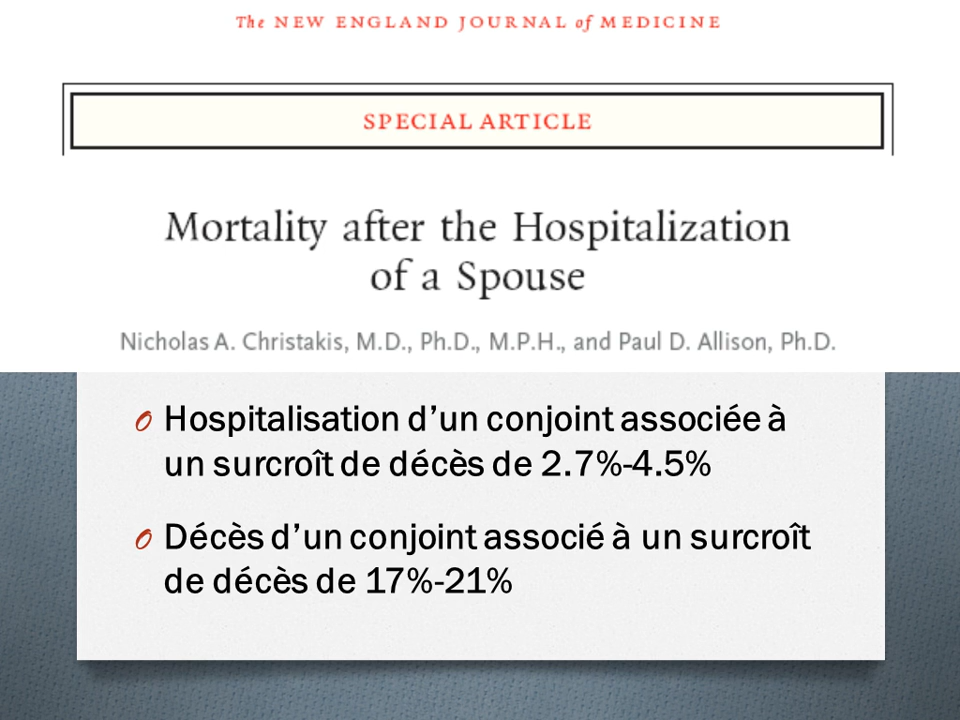 The NEW ENGLAND JOURNAL of MEDICINE
SPECIAL ARTICLE
Mortality after the Hospitalization
of a Spouse
Nicholas A. Christakis, M.D., Ph.D., M.P.H., and Paul D. Allison, Ph.D.
Hospitalisation d’un conjoint associée à
un surcroît de décès de 2.7%-4.5%
Décès d’un conjoint associé à un surcroît
de décès de 17%-21%